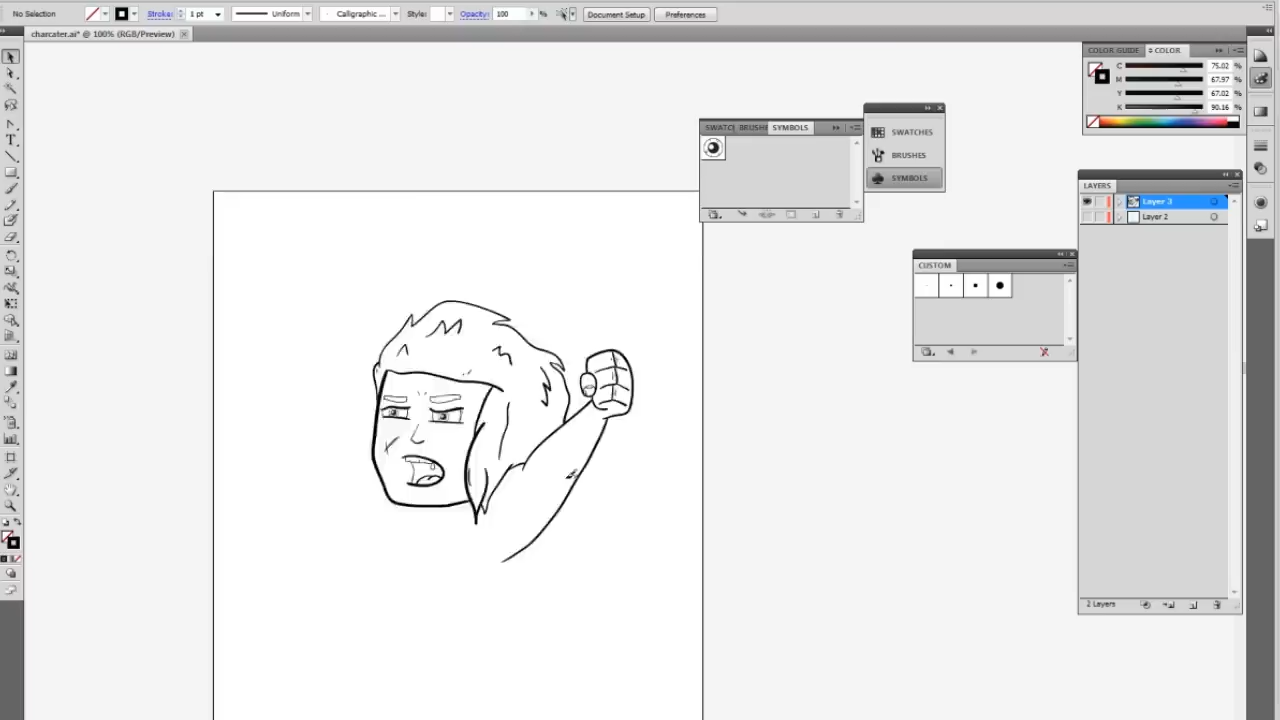 No Selection Stroke: 1 pt Uniform Calligraphic ... Style: Opacity: 100 % Document Setup Preferences
charcater.ai* @ 100% (RGB/Preview)
COLOR GUIDE COLOR
C 75.02 %
M 67.97 %
Y 67.02 %
K 90.16 %
SWATC BRUSHE SYMBOLS
SWATCHES
BRUSHES
SYMBOLS
LAYERS
Layer 3
Layer 2
CUSTOM
2 Layers